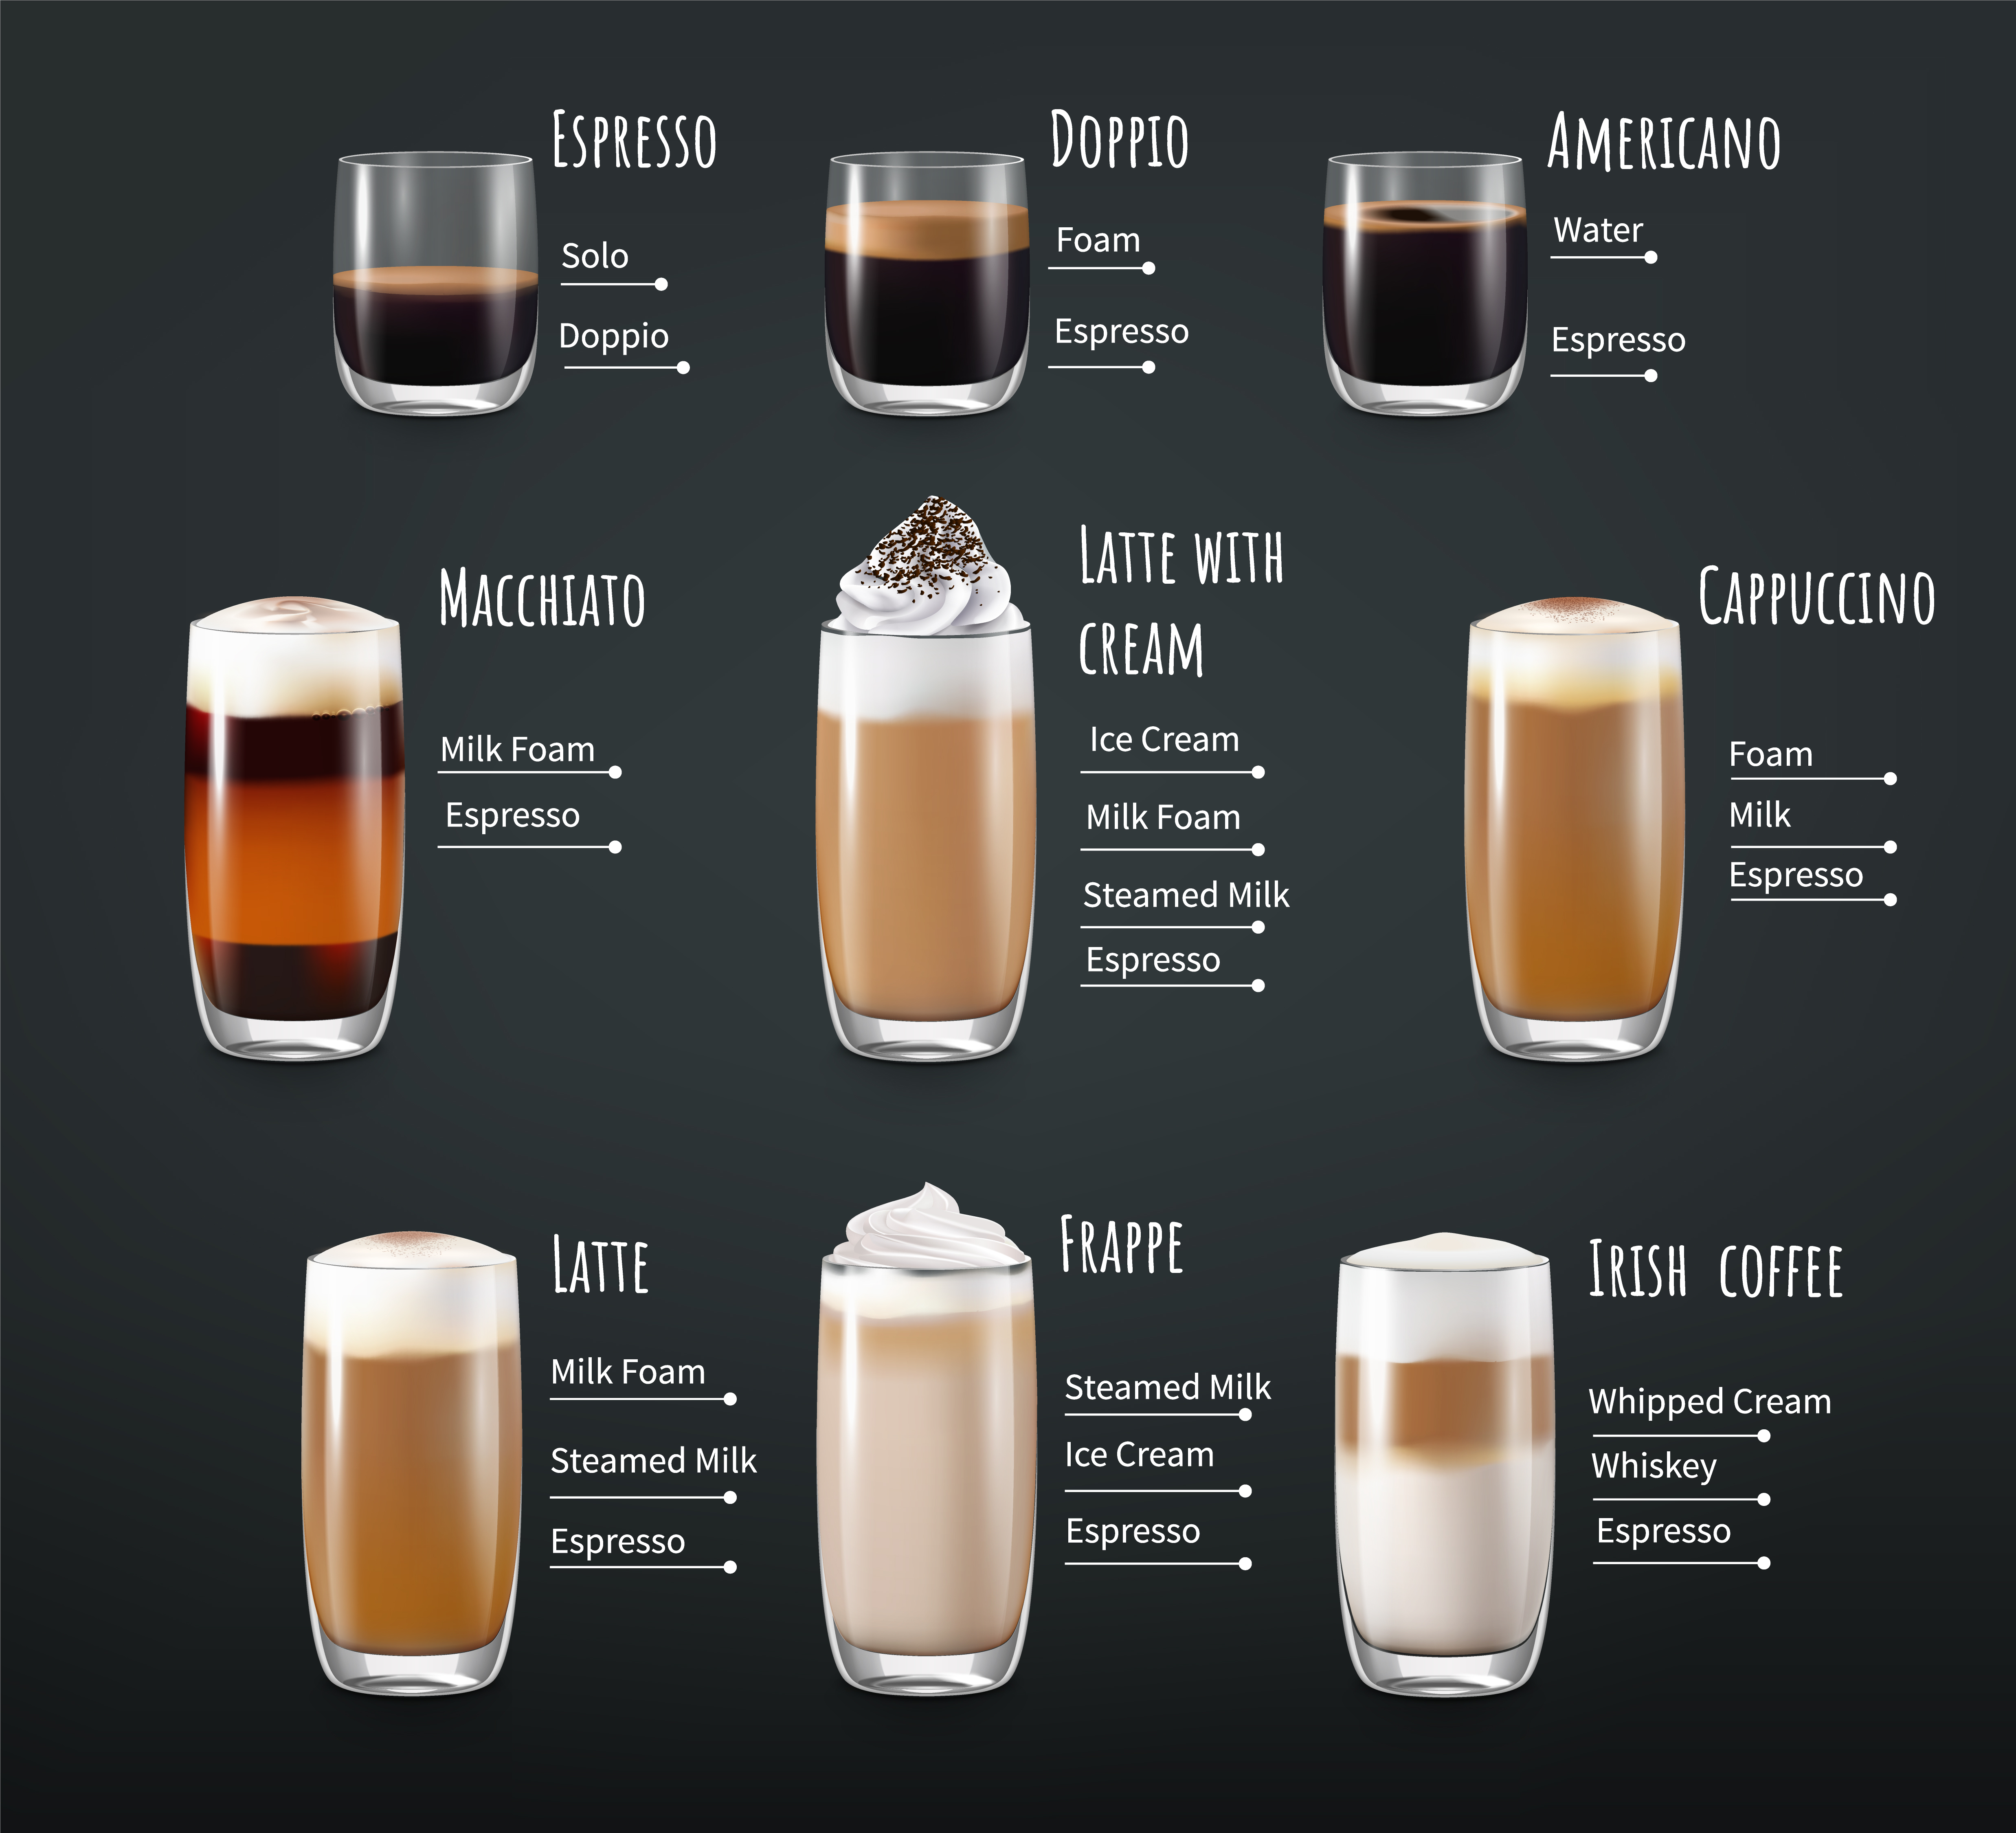 Espresso
Solo
Doppio
Doppio
Foam
Espresso
Americano
Water
Espresso
Macchiato
Milk Foam
Espresso
Latte with
cream
Ice Cream
Milk Foam
Steamed Milk
Espresso
Cappuccino
Foam
Milk
Espresso
Latte
Milk Foam
Steamed Milk
Espresso
Frappe
Steamed Milk
Ice Cream
Espresso
Irish coffee
Whipped Cream
Whiskey
Espresso